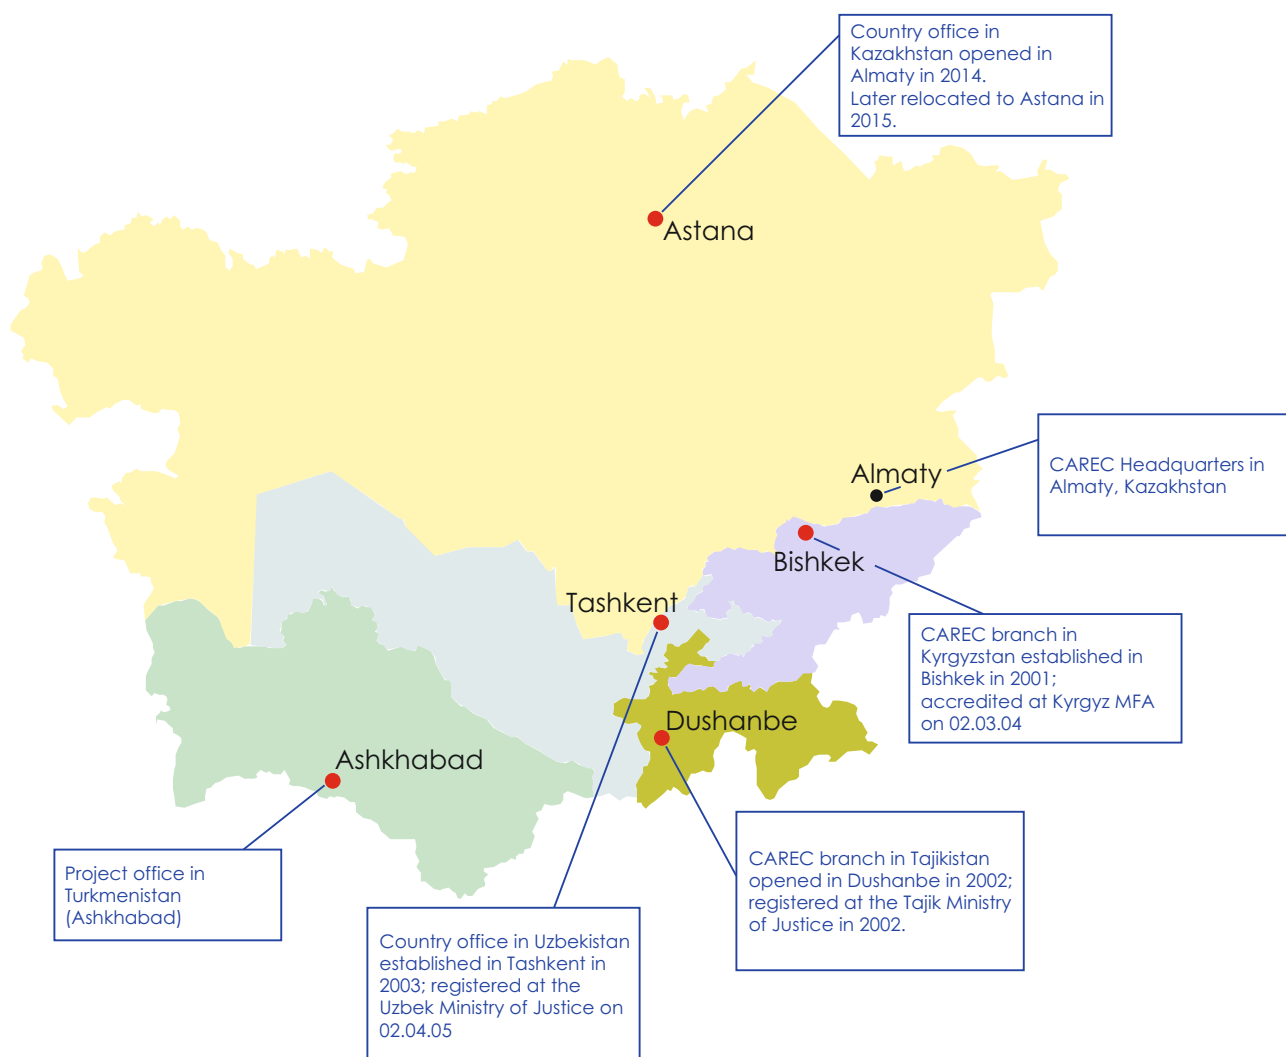 Country office in
Kazakhstan opened in
Almaty in 2014.
Later relocated to Astana in
2015.
Astana
Almaty
CAREC Headquarters in
Almaty, Kazakhstan
Bishkek
Tashkent
CAREC branch in
Kyrgyzstan established in
Bishkek in 2001;
accredited at Kyrgyz MFA
on 02.03.04
Dushanbe
Ashkhabad
Project office in
Turkmenistan
(Ashkhabad)
CAREC branch in Tajikistan
opened in Dushanbe in 2002;
registered at the Tajik Ministry
of Justice in 2002.
Country office in Uzbekistan
established in Tashkent in
2003; registered at the
Uzbek Ministry of Justice on
02.04.05